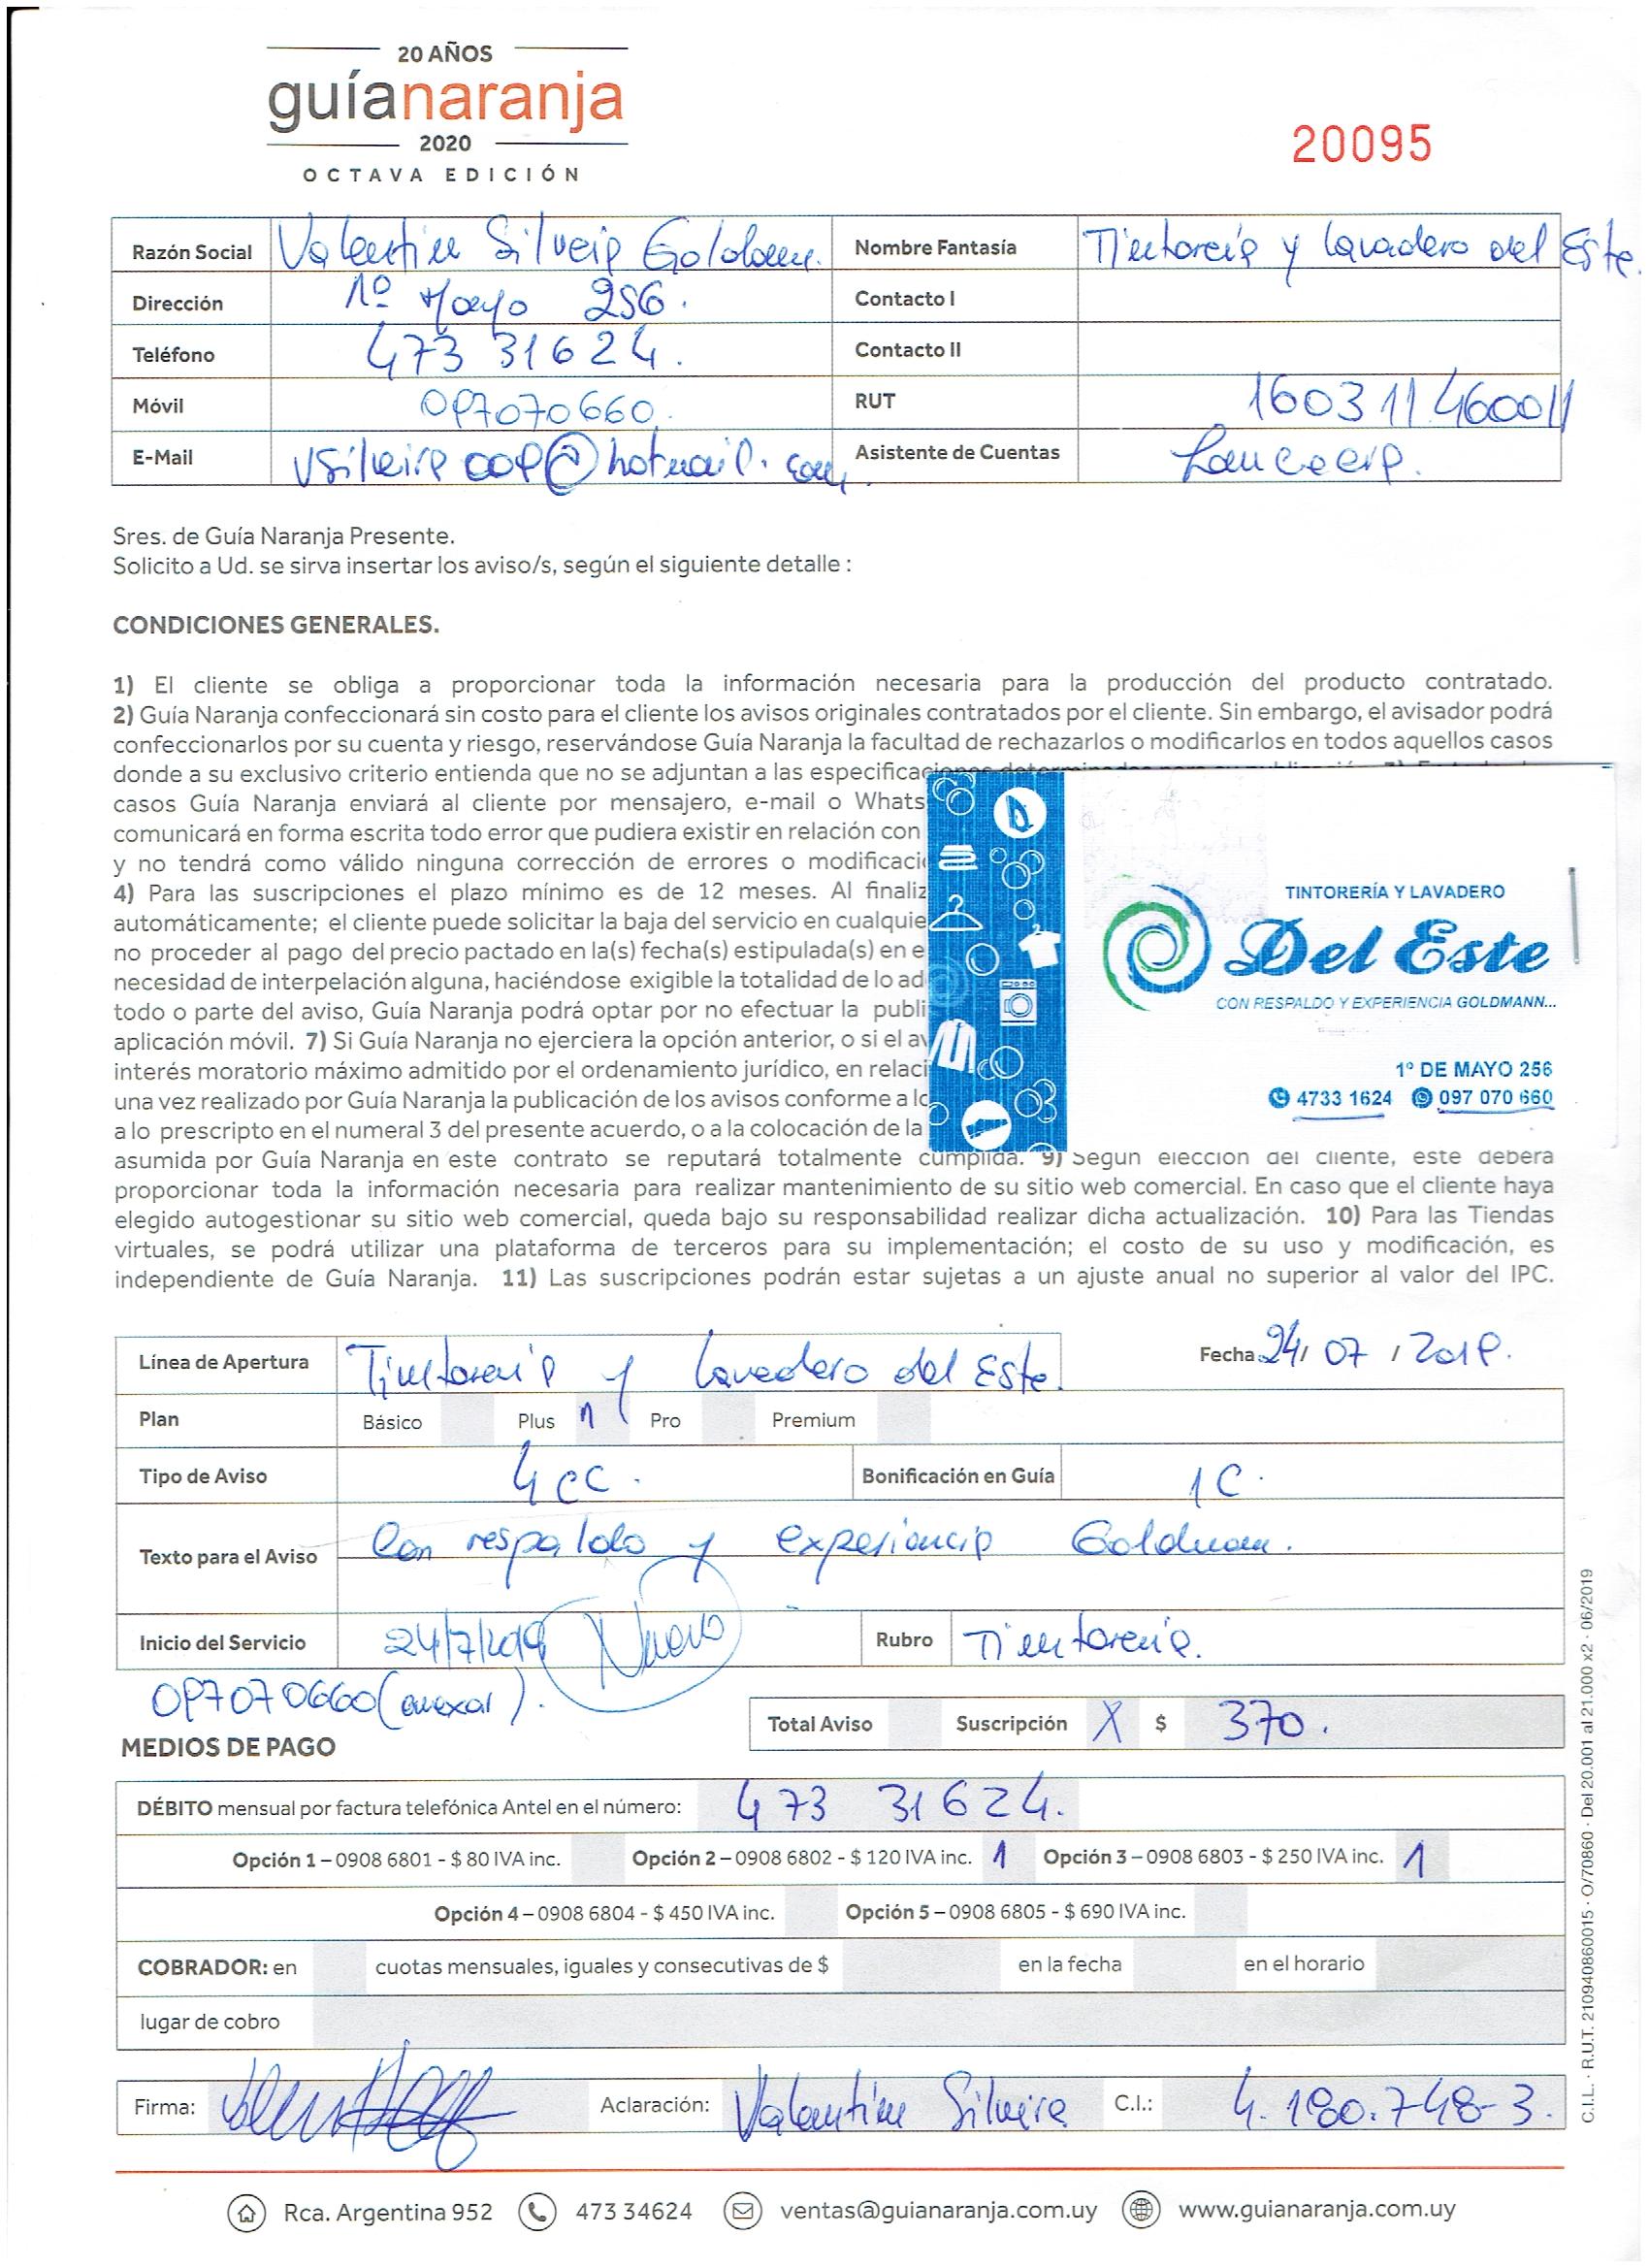 20 AÑOS
guíanaranja
2020
OCTAVA EDICIÓN
20095
Razón Social Valentin Silveira Goldman. Nombre Fantasía Tintorería y Lavadero del Este.
Dirección 1º Mayo 256. Contacto I
Teléfono 473 31624. Contacto II
Móvil 097070660. RUT 160311460011
E-Mail @hotmail.com. Asistente de Cuentas
Sres. de Guía Naranja Presente.
Solicito a Ud. se sirva insertar los aviso/s, según el siguiente detalle :
CONDICIONES GENERALES.
1) El cliente se obliga a proporcionar toda la información necesaria para la producción del producto contratado.
2) Guía Naranja confeccionará sin costo para el cliente los avisos originales contratados por el cliente. Sin embargo, el avisador podrá
confeccionarlos por su cuenta y riesgo, reservándose Guía Naranja la facultad de rechazarlos o modificarlos en todos aquellos casos
donde a su exclusivo criterio entienda que no se adjuntan a las
casos Guía Naranja enviará al cliente por mensajero, e-mail o Whats
comunicará en forma escrita todo error que pudiera existir en relación con
y no tendrá como válido ninguna corrección de errores o modificaci
4) Para las suscripciones el plazo mínimo es de 12 meses. Al finaliz
automáticamente; el cliente puede solicitar la baja del servicio en cualquie
no proceder al pago del precio pactado en la(s) fecha(s) estipulada(s) en e
necesidad de interpelación alguna, haciéndose exigible la totalidad de lo ad
todo o parte del aviso, Guía Naranja podrá optar por no efectuar la publi
aplicación móvil. 7) Si Guía Naranja no ejerciera la opción anterior, o si el av
interés moratorio máximo admitido por el ordenamiento jurídico, en relaci
una vez realizado por Guía Naranja la publicación de los avisos conforme a lo
a lo prescripto en el numeral 3 del presente acuerdo, o a la colocación de la
asumida por Guía Naranja en este contrato se reputará totalmente cumplida. 9) Según elección del cliente, este deberá
proporcionar toda la información necesaria para realizar mantenimiento de su sitio web comercial. En caso que el cliente haya
elegido autogestionar su sitio web comercial, queda bajo su responsabilidad realizar dicha actualización. 10) Para las Tiendas
virtuales, se podrá utilizar una plataforma de terceros para su implementación; el costo de su uso y modificación, es
independiente de Guía Naranja. 11) Las suscripciones podrán estar sujetas a un ajuste anual no superior al valor del IPC.
TINTORERÍA Y LAVADERO
Del Este
CON RESPALDO Y EXPERIENCIA GOLDMANN...
1º DE MAYO 256
4733 1624 097 070 660
Línea de Apertura Tintorería y Lavadero del Este. Fecha 24/ 07 / 2019.
Plan Básico Plus 1 Pro Premium
Tipo de Aviso 4 CC. Bonificación en Guía 1 C.
Texto para el Aviso Con respaldo y experiencia Goldman.
Inicio del Servicio 24/7/2019 Nuevo Rubro Tintorería.
097070660 (anexar).
Total Aviso Suscripción X $ 370.
MEDIOS DE PAGO
DÉBITO mensual por factura telefónica Antel en el número: 473 31624.
Opción 1 – 0908 6801 - $ 80 IVA inc. Opción 2 – 0908 6802 - $ 120 IVA inc. 1 Opción 3 – 0908 6803 - $ 250 IVA inc. 1
Opción 4 – 0908 6804 - $ 450 IVA inc. Opción 5 – 0908 6805 - $ 690 IVA inc.
COBRADOR: en cuotas mensuales, iguales y consecutivas de $ en la fecha en el horario
lugar de cobro
Firma: Aclaración: Valentin Silveira C.I.: 4.180.748-3.
Rca. Argentina 952 473 34624 ventas@guianaranja.com.uy www.guianaranja.com.uy
C.I.L. · R.U.T. 210940860015 · O/70860 · Del 20.001 al 21.000 x2 · 06/2019